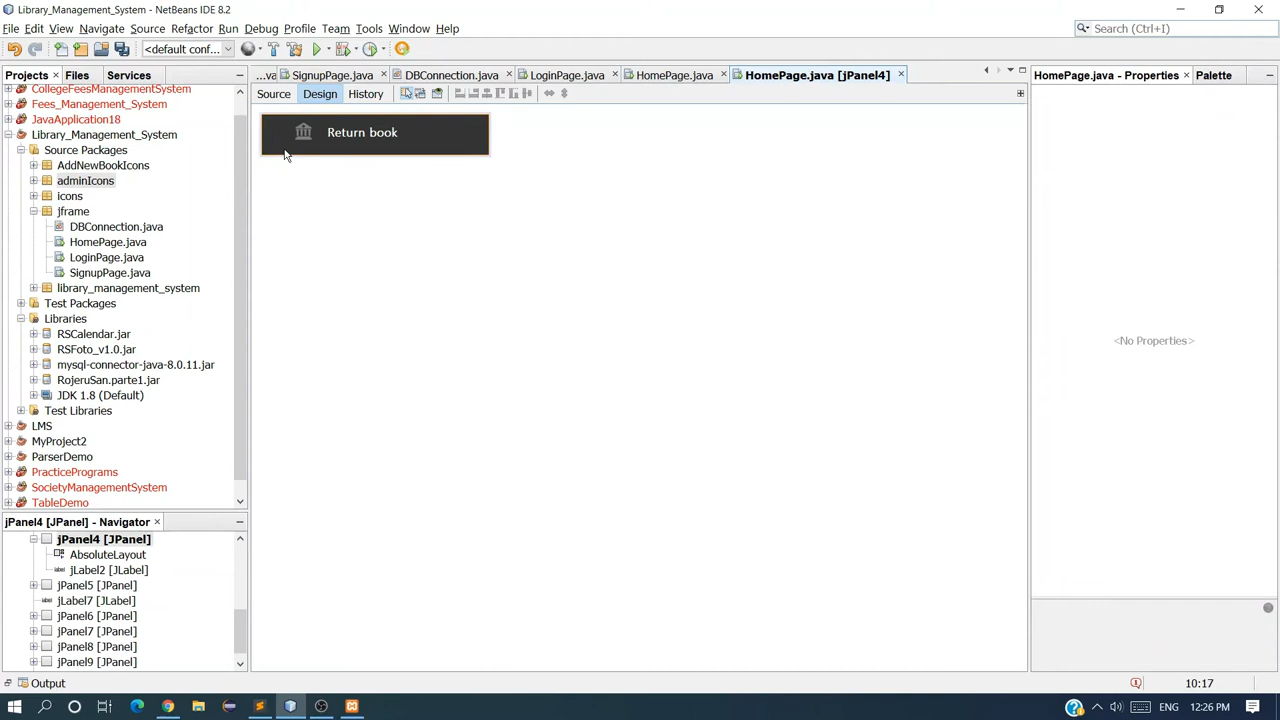 Library_Management_System - NetBeans IDE 8.2
File Edit View Navigate Source Refactor Run Debug Profile Team Tools Window Help
Search (Ctrl+I)
<default conf...
Projects Files Services
...va SignupPage.java DBConnection.java LoginPage.java HomePage.java HomePage.java [jPanel4]
HomePage.java - Properties Palette
Source Design History
CollegeFeesManagementSystem
Fees_Management_System
JavaApplication18
Library_Management_System
Source Packages
AddNewBookIcons
adminIcons
icons
jframe
DBConnection.java
HomePage.java
LoginPage.java
SignupPage.java
library_management_system
Test Packages
Libraries
RSCalendar.jar
RSFoto_v1.0.jar
mysql-connector-java-8.0.11.jar
RojeruSan.parte1.jar
JDK 1.8 (Default)
Test Libraries
LMS
MyProject2
ParserDemo
PracticePrograms
SocietyManagementSystem
TableDemo
Return book
<No Properties>
jPanel4 [JPanel] - Navigator
jPanel4 [JPanel]
AbsoluteLayout
label jLabel2 [JLabel]
jPanel5 [JPanel]
label jLabel7 [JLabel]
jPanel6 [JPanel]
jPanel7 [JPanel]
jPanel8 [JPanel]
jPanel9 [JPanel]
Output
10:17
ENG 12:26 PM